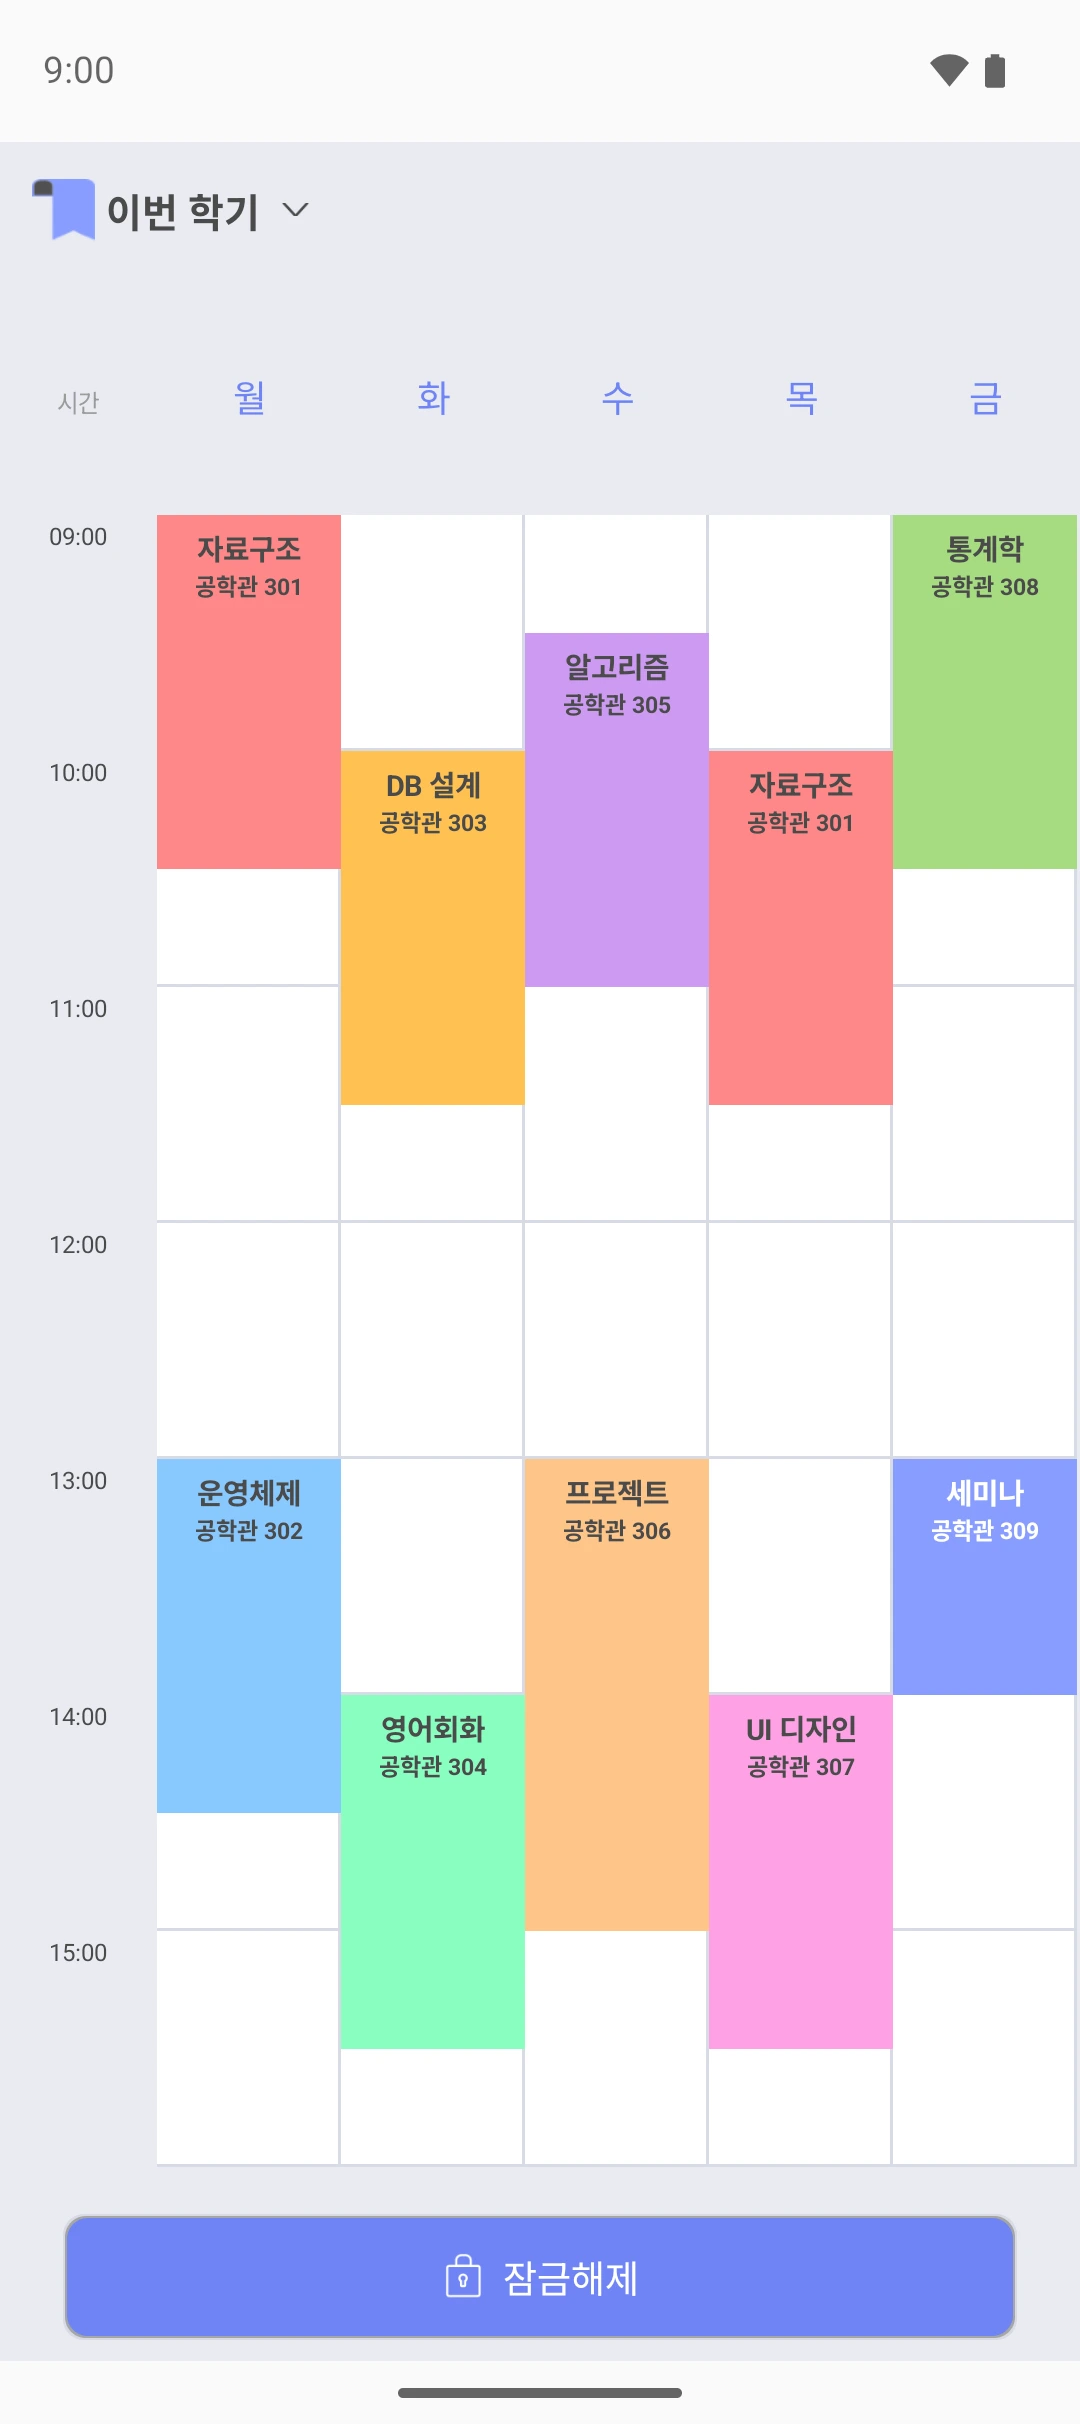 9:00
이번 학기
시간 월 화 수 목 금
09:00
자료구조
공학관 301
통계학
공학관 308
알고리즘
공학관 305
10:00
DB 설계
공학관 303
자료구조
공학관 301
11:00
12:00
13:00
운영체제
공학관 302
프로젝트
공학관 306
세미나
공학관 309
14:00
영어회화
공학관 304
UI 디자인
공학관 307
15:00
잠금해제